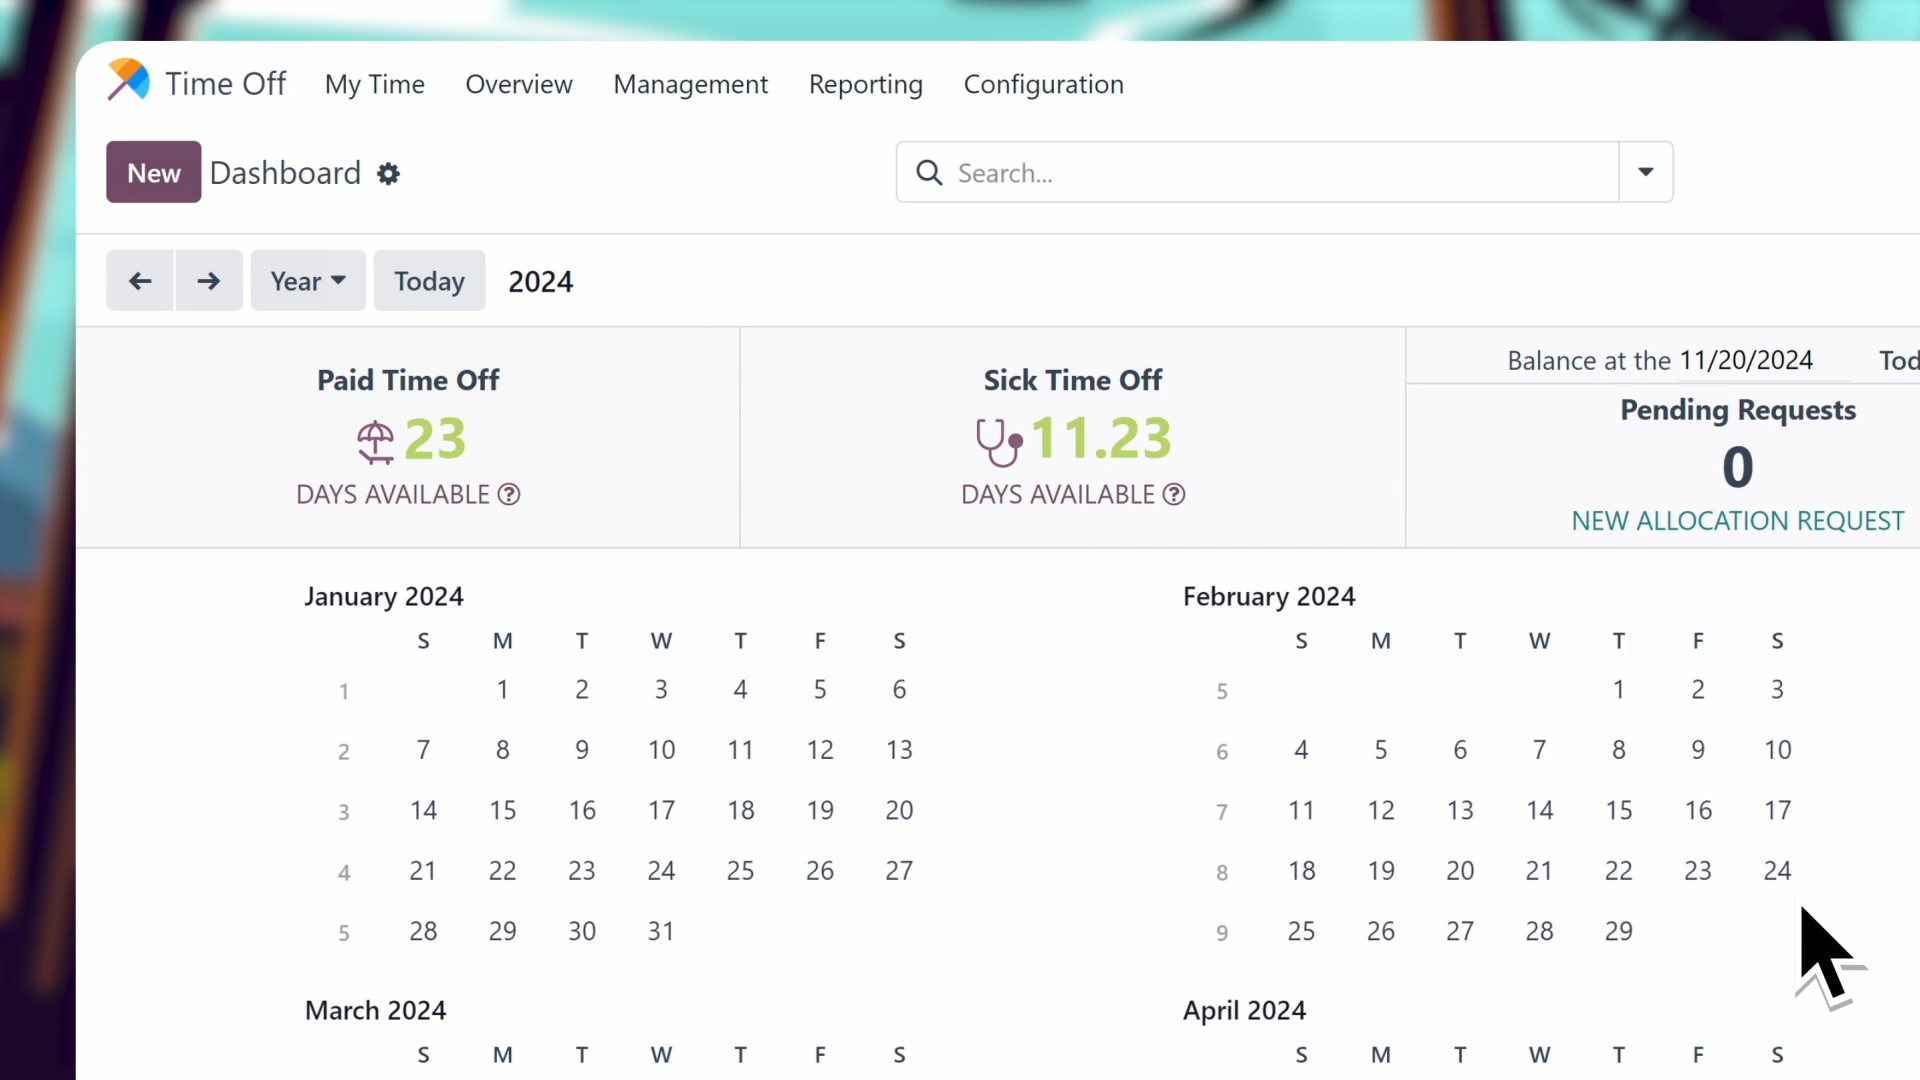 Time Off My Time Overview Management Reporting Configuration
New Dashboard Search...
Year Today 2024
Balance at the 11/20/2024
Paid Time Off Sick Time Off Pending Requests
23 11.23 0
DAYS AVAILABLE ? DAYS AVAILABLE ? NEW ALLOCATION REQUEST
January 2024 February 2024
S M T W T F S S M T W T F S
1 1 2 3 4 5 6 5 1 2 3
2 7 8 9 10 11 12 13 6 4 5 6 7 8 9 10
3 14 15 16 17 18 19 20 7 11 12 13 14 15 16 17
4 21 22 23 24 25 26 27 8 18 19 20 21 22 23 24
5 28 29 30 31 9 25 26 27 28 29
March 2024 April 2024
S M T W T F S S M T W T F S